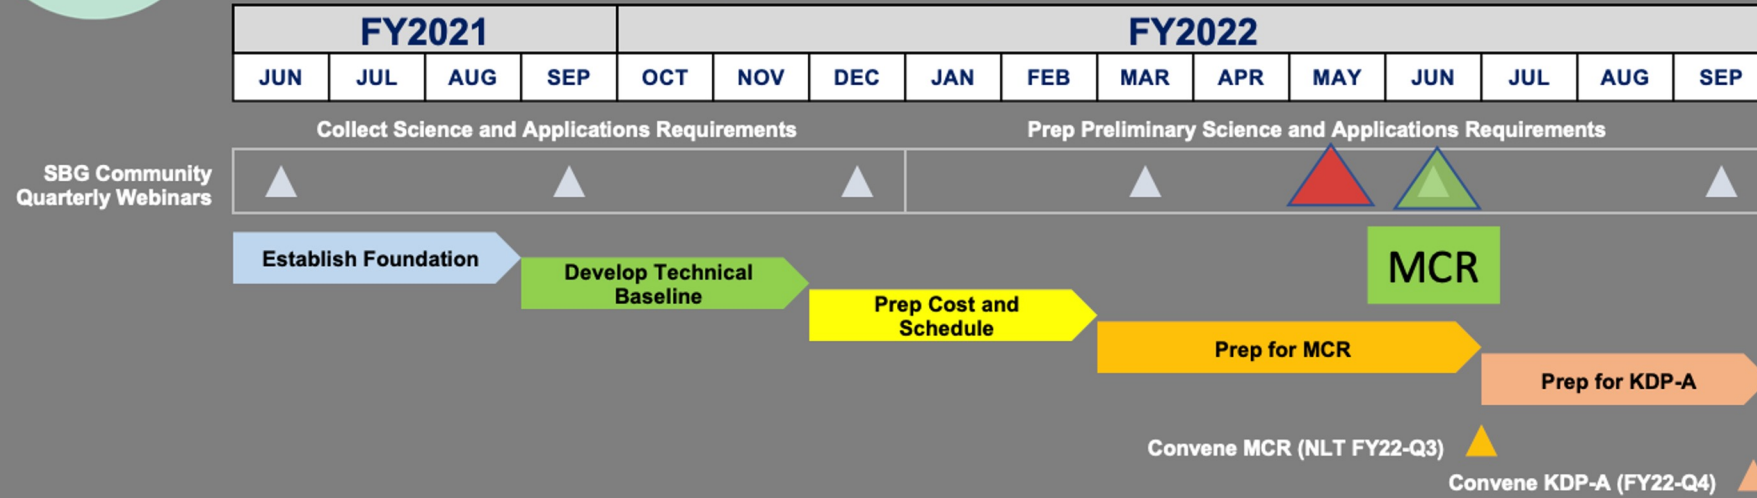 FY2021 FY2022
JUN JUL AUG SEP OCT NOV DEC JAN FEB MAR APR MAY JUN JUL AUG SEP
Collect Science and Applications Requirements Prep Preliminary Science and Applications Requirements
SBG Community
Quarterly Webinars
Establish Foundation
Develop Technical
Baseline
MCR
Prep Cost and
Schedule
Prep for MCR
Prep for KDP-A
Convene MCR (NLT FY22-Q3)
Convene KDP-A (FY22-Q4)